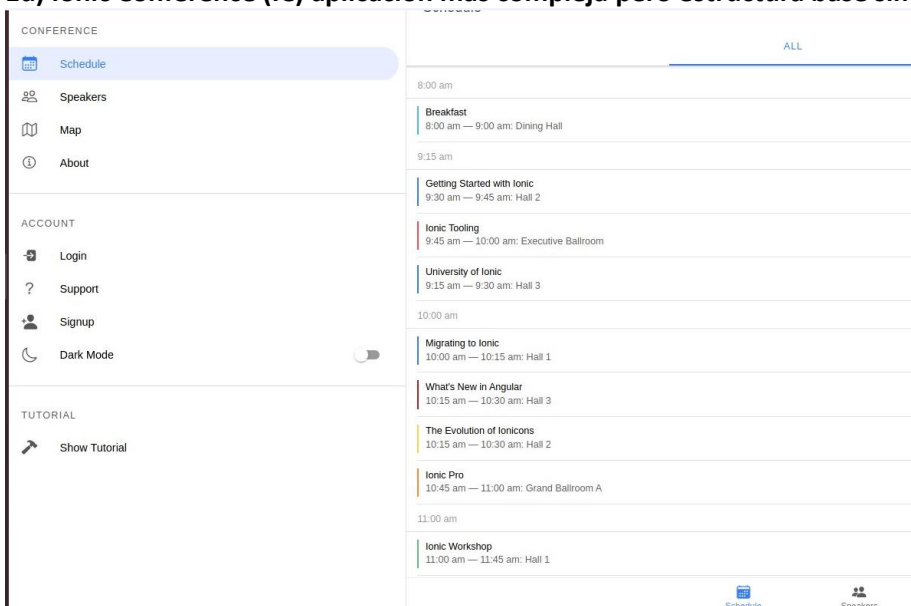 CONFERENCE
Schedule
Speakers
Map
About
ACCOUNT
Login
Support
Signup
Dark Mode
TUTORIAL
Show Tutorial
Schedule
ALL
8:00 am
Breakfast
8:00 am — 9:00 am: Dining Hall
9:15 am
Getting Started with Ionic
9:30 am — 9:45 am: Hall 2
Ionic Tooling
9:45 am — 10:00 am: Executive Ballroom
University of Ionic
9:15 am — 9:30 am: Hall 3
10:00 am
Migrating to Ionic
10:00 am — 10:15 am: Hall 1
What's New in Angular
10:15 am — 10:30 am: Hall 3
The Evolution of Ionicons
10:15 am — 10:30 am: Hall 2
Ionic Pro
10:45 am — 11:00 am: Grand Ballroom A
11:00 am
Ionic Workshop
11:00 am — 11:45 am: Hall 1
Schedule
Speakers